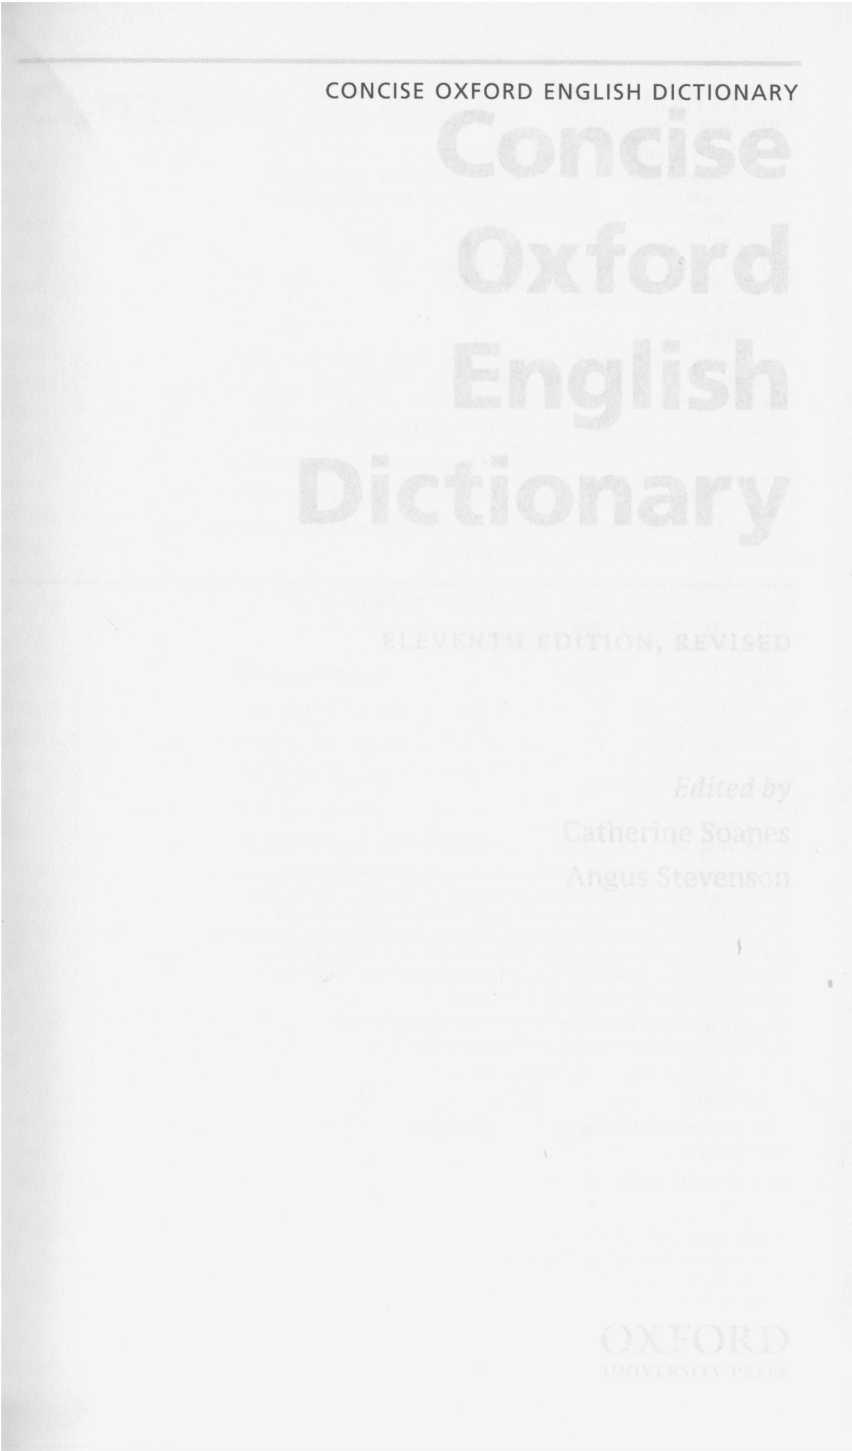 CONCISE OXFORD ENGLISH DICTIONARY
Concise
Oxford
English
Dictionary
ELEVENTH EDITION, REVISED
Edited by
Catherine Soanes
Angus Stevenson
OXFORD
UNIVERSITY PRESS